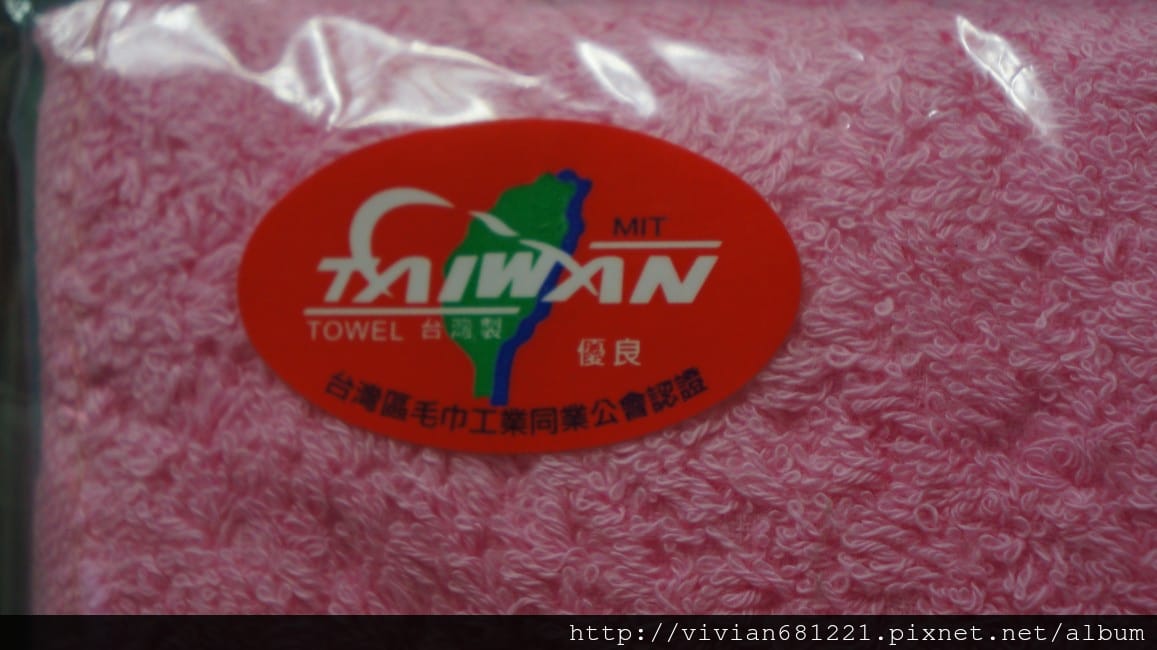 MIT
TAIWAN
TOWEL 台灣製
優良
台灣區毛巾工業同業公會認證
http://vivian681221.pixnet.net/album